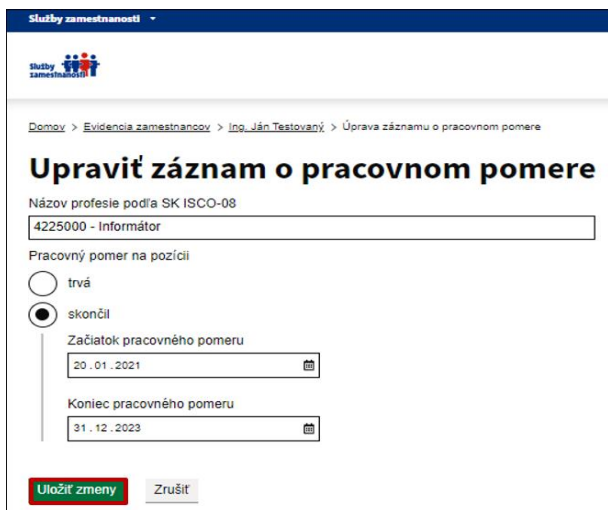 Služby zamestnanosti
Služby
zamestnanosti
Domov > Evidencia zamestnancov > Ing. Ján Testovaný > Úprava záznamu o pracovnom pomere
Upraviť záznam o pracovnom pomere
Názov profesie podľa SK ISCO-08
4225000 - Informátor
Pracovný pomer na pozícii
trvá
skončil
Začiatok pracovného pomeru
20.01.2021
Koniec pracovného pomeru
31.12.2023
Uložiť zmeny Zrušiť